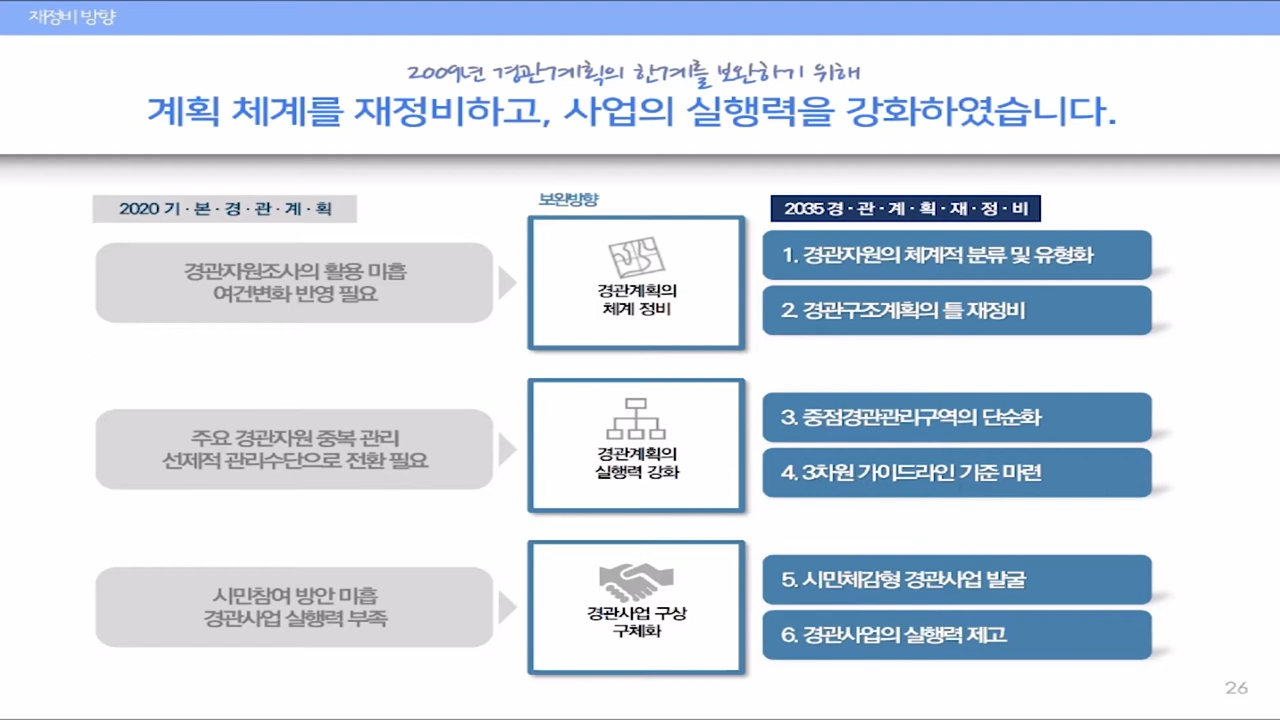 재정비 방향
2009년 경관계획의 한계를 보완하기 위해
계획 체계를 재정비하고, 사업의 실행력을 강화하였습니다.
2020 기·본·경·관·계·획
경관자원조사의 활용 미흡
여건변화 반영 필요
주요 경관자원 중복 관리
선제적 관리수단으로 전환 필요
시민참여 방안 미흡
경관사업 실행력 부족
보완방향
경관계획의
체계 정비
경관계획의
실행력 강화
경관사업 구상
구체화
2035 경·관·계·획·재·정·비
1. 경관자원의 체계적 분류 및 유형화
2. 경관구조계획의 틀 재정비
3. 중점경관관리구역의 단순화
4. 3차원 가이드라인 기준 마련
5. 시민체감형 경관사업 발굴
6. 경관사업의 실행력 제고
26